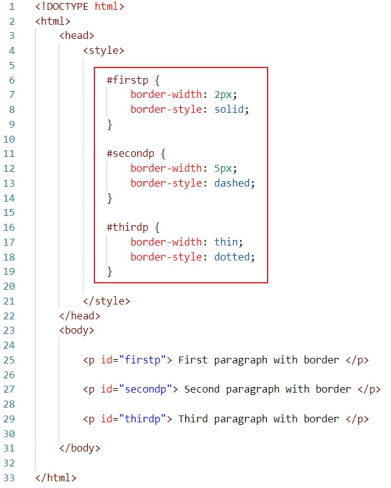 1 <!DOCTYPE html>
2 <html>
3 <head>
4 <style>
5
6 #firstp {
7 border-width: 2px;
8 border-style: solid;
9 }
10
11 #secondp {
12 border-width: 5px;
13 border-style: dashed;
14 }
15
16 #thirdp {
17 border-width: thin;
18 border-style: dotted;
19 }
20
21 </style>
22 </head>
23 <body>
24
25 <p id="firstp"> First paragraph with border </p>
26
27 <p id="secondp"> Second paragraph with border </p>
28
29 <p id="thirdp"> Third paragraph with border </p>
30
31 </body>
32
33 </html>